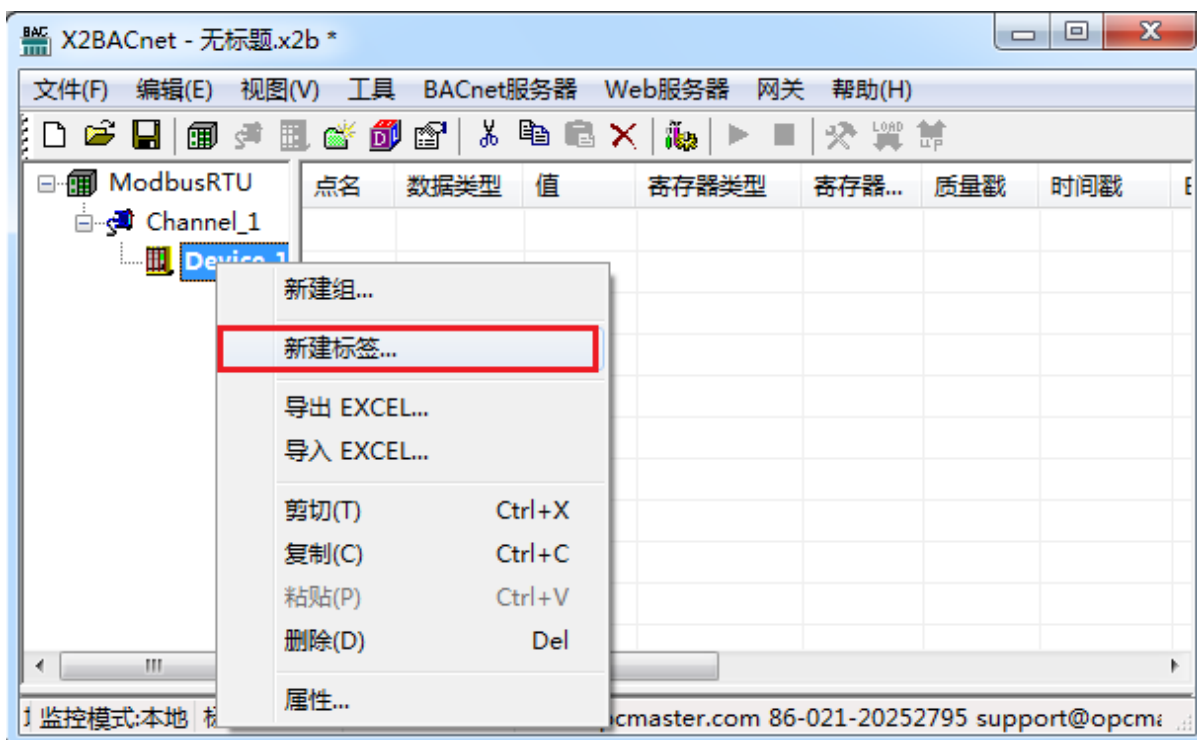 X2BACnet - 无标题.x2b *
文件(F) 编辑(E) 视图(V) 工具 BACnet服务器 Web服务器 网关 帮助(H)
ModbusRTU
Channel_1
Device_1
点名 数据类型 值 寄存器类型 寄存器... 质量戳 时间戳
新建组...
新建标签...
导出 EXCEL...
导入 EXCEL...
剪切(T) Ctrl+X
复制(C) Ctrl+C
粘贴(P) Ctrl+V
删除(D) Del
属性...
监控模式:本地 pcmaster.com 86-021-20252795 support@opcma